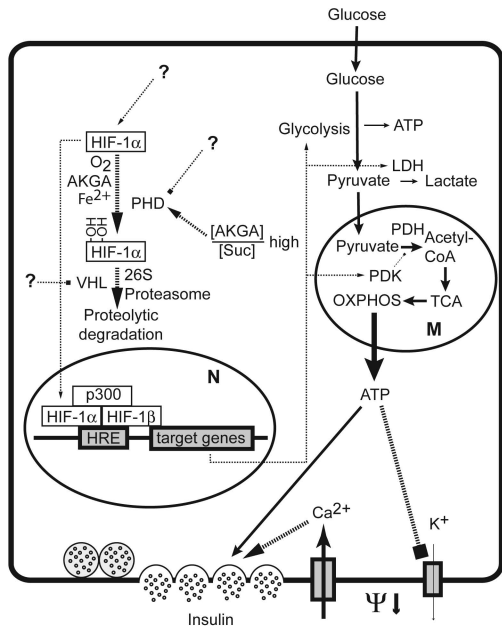 Glucose
Glucose
?
?
Glycolysis
ATP
HIF-1α
O2
AKGA
Fe2+
LDH
Pyruvate
Lactate
PHD
OH
OH
[AKGA]
[Suc]
high
HIF-1α
Pyruvate
PDH
Acetyl-
CoA
?
VHL
26S
Proteasome
PDK
Proteolytic
degradation
OXPHOS
TCA
M
N
p300
HIF-1α
HIF-1β
HRE
target genes
ATP
Ca2+
K+
Ψ
Insulin